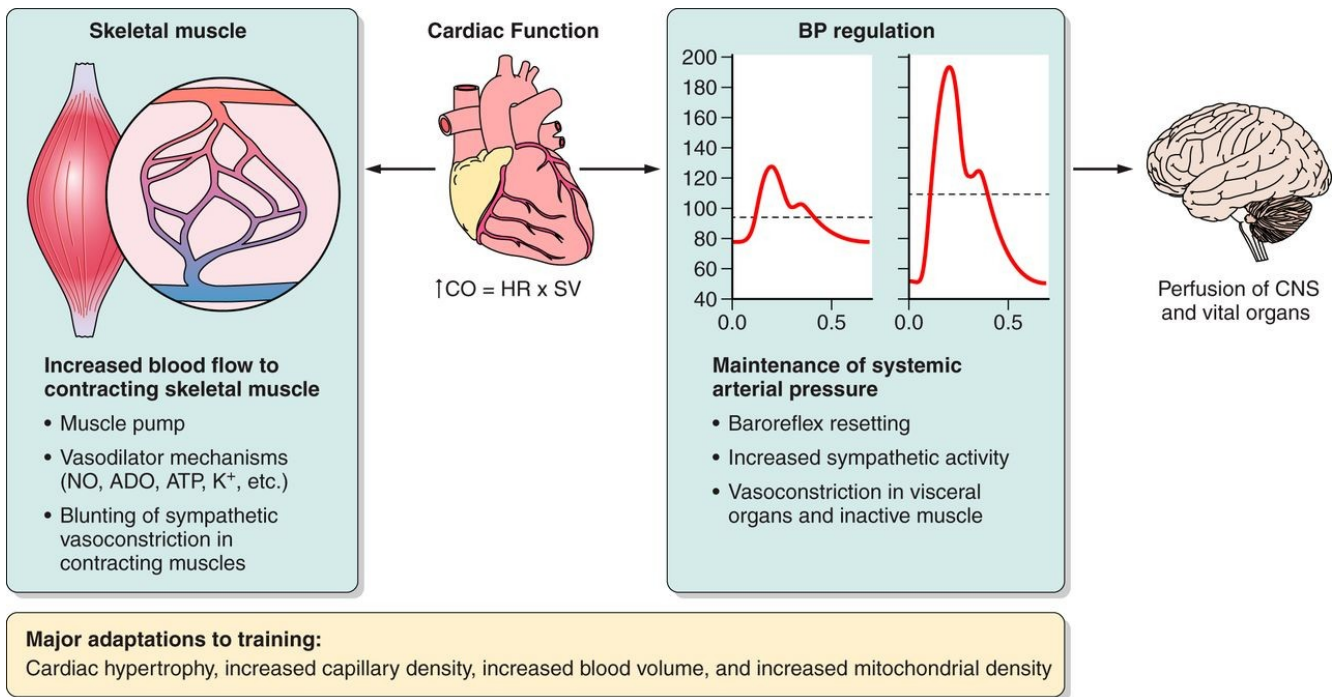 Skeletal muscle
Increased blood flow to
contracting skeletal muscle
• Muscle pump
• Vasodilator mechanisms
(NO, ADO, ATP, K⁺, etc.)
• Blunting of sympathetic
vasoconstriction in
contracting muscles
Cardiac Function
↑CO = HR x SV
BP regulation
200
180
160
140
120
100
80
60
40
0.0 0.5
0.0 0.5
Maintenance of systemic
arterial pressure
• Baroreflex resetting
• Increased sympathetic activity
• Vasoconstriction in visceral
organs and inactive muscle
Perfusion of CNS
and vital organs
Major adaptations to training:
Cardiac hypertrophy, increased capillary density, increased blood volume, and increased mitochondrial density